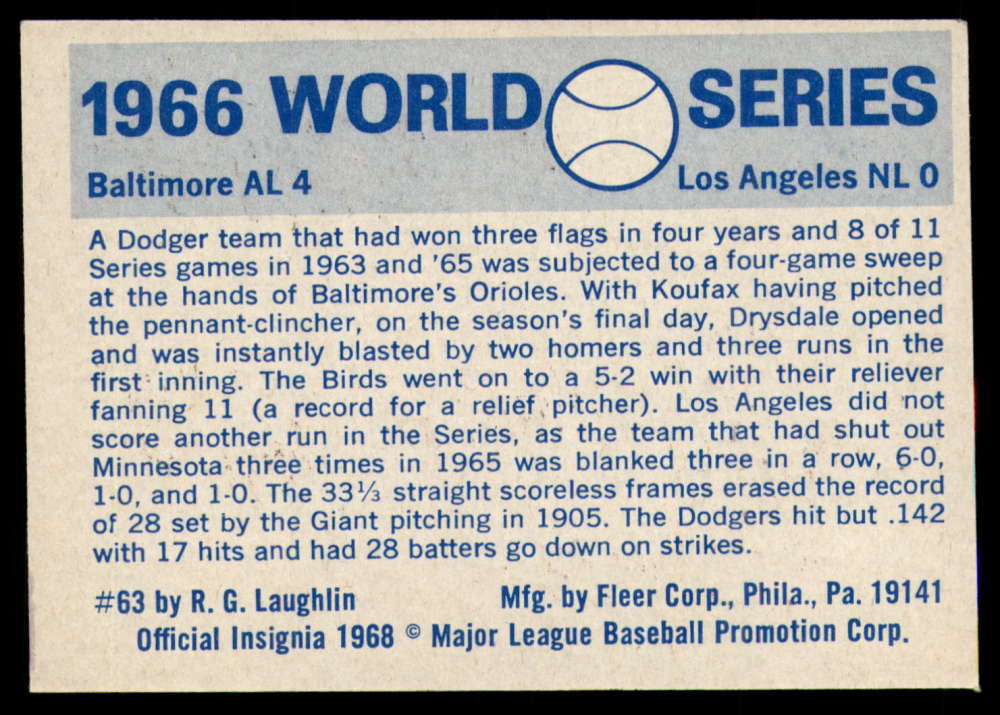 1966 WORLD SERIES
Baltimore AL 4 Los Angeles NL 0
A Dodger team that had won three flags in four years and 8 of 11
Series games in 1963 and '65 was subjected to a four-game sweep
at the hands of Baltimore's Orioles. With Koufax having pitched
the pennant-clincher, on the season's final day, Drysdale opened
and was instantly blasted by two homers and three runs in the
first inning. The Birds went on to a 5-2 win with their reliever
fanning 11 (a record for a relief pitcher). Los Angeles did not
score another run in the Series, as the team that had shut out
Minnesota three times in 1965 was blanked three in a row, 6-0,
1-0, and 1-0. The 33⅓ straight scoreless frames erased the record
of 28 set by the Giant pitching in 1905. The Dodgers hit but .142
with 17 hits and had 28 batters go down on strikes.
#63 by R. G. Laughlin Mfg. by Fleer Corp., Phila., Pa. 19141
Official Insignia 1968 © Major League Baseball Promotion Corp.